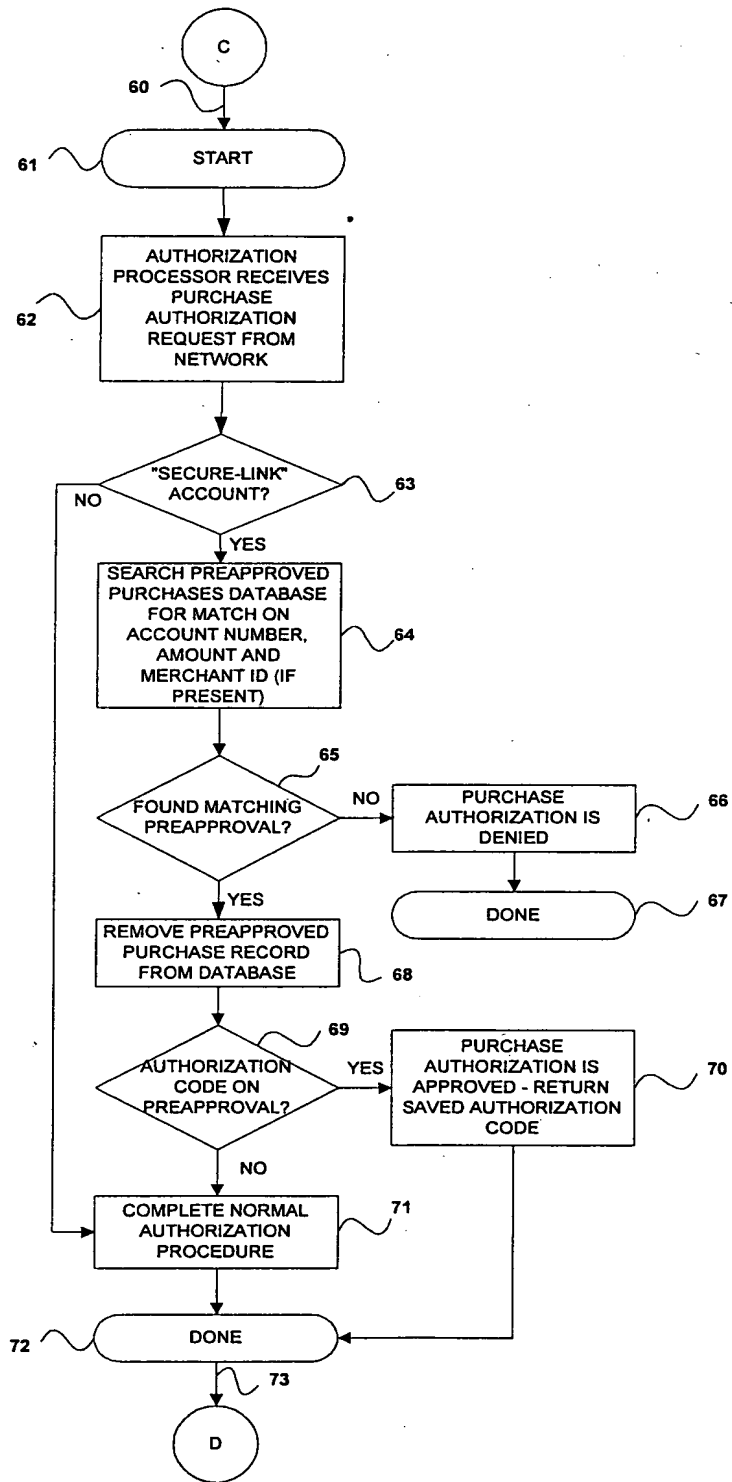 C
60
START
61
AUTHORIZATION
PROCESSOR RECEIVES
PURCHASE
AUTHORIZATION
REQUEST FROM
NETWORK
62
"SECURE-LINK"
ACCOUNT?
63
NO
YES
SEARCH PREAPPROVED
PURCHASES DATABASE
FOR MATCH ON
ACCOUNT NUMBER,
AMOUNT AND
MERCHANT ID (IF
PRESENT)
64
65
FOUND MATCHING
PREAPPROVAL?
NO
PURCHASE
AUTHORIZATION IS
DENIED
66
YES
DONE
67
REMOVE PREAPPROVED
PURCHASE RECORD
FROM DATABASE
68
69
AUTHORIZATION
CODE ON
PREAPPROVAL?
YES
PURCHASE
AUTHORIZATION IS
APPROVED - RETURN
SAVED AUTHORIZATION
CODE
70
NO
COMPLETE NORMAL
AUTHORIZATION
PROCEDURE
71
DONE
72
73
D